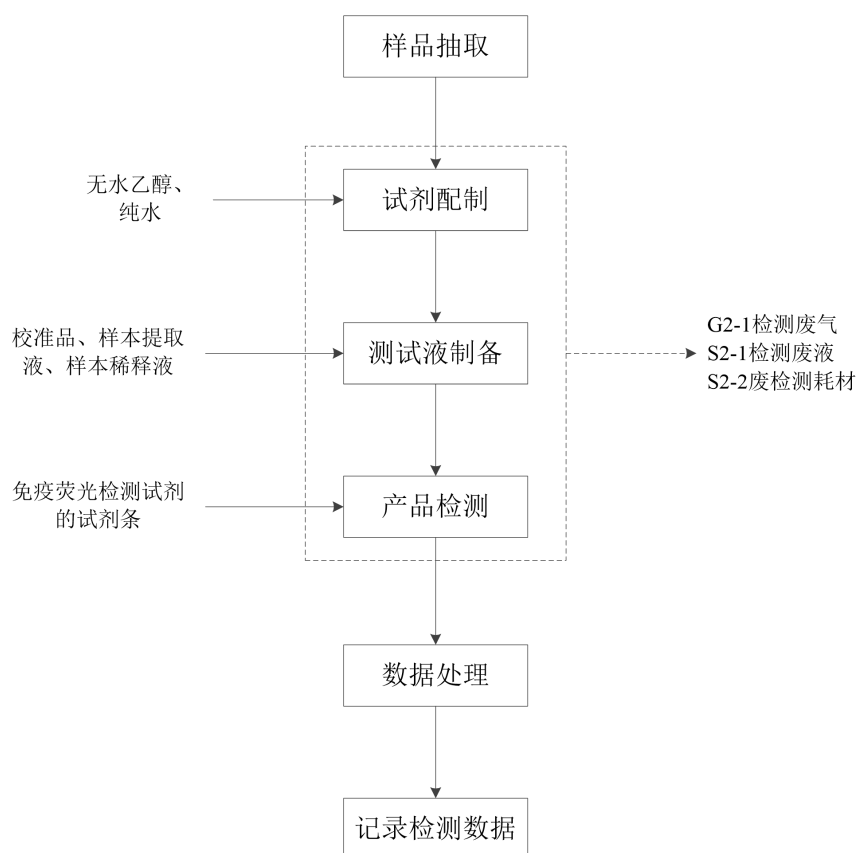 样品抽取
无水乙醇、
纯水
试剂配制
校准品、样本提取
液、样本稀释液
测试液制备
G2-1检测废气
S2-1检测废液
S2-2废检测耗材
免疫荧光检测试剂
的试剂条
产品检测
数据处理
记录检测数据